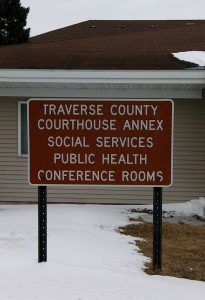 TRAVERSE COUNTY
COURTHOUSE ANNEX
SOCIAL SERVICES
PUBLIC HEALTH
CONFERENCE ROOMS